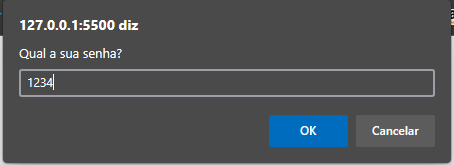 127.0.0.1:5500 diz
Qual a sua senha?
1234
OK Cancelar